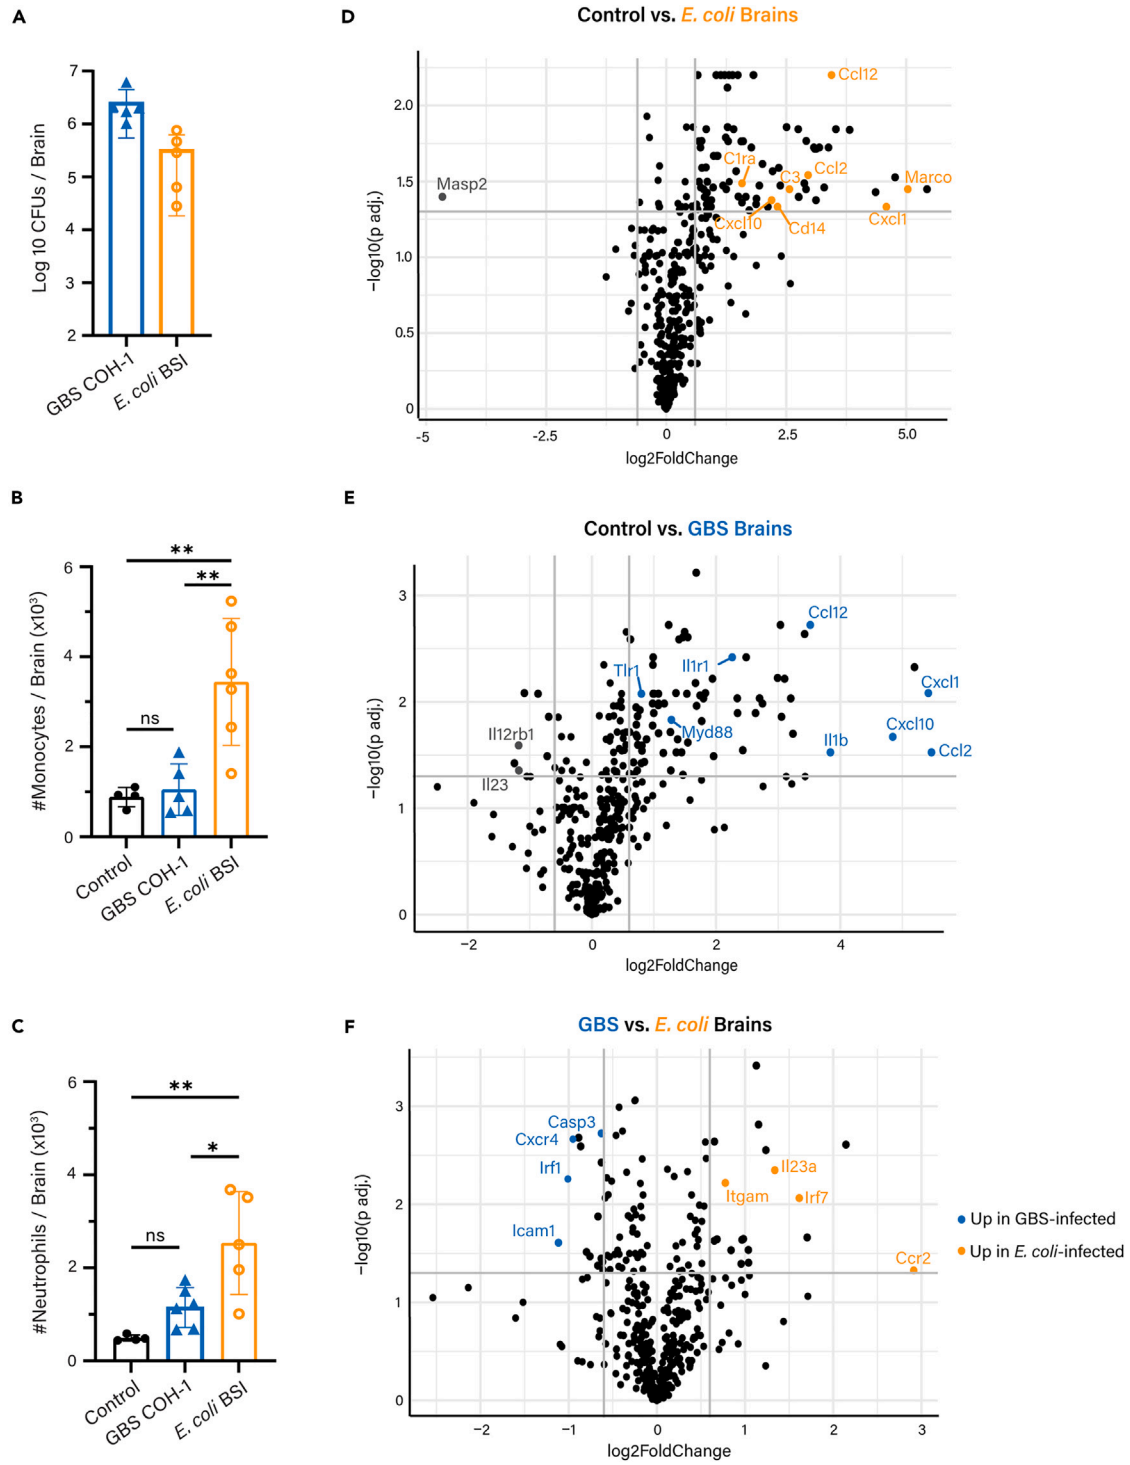 A
7
6
5
4
3
2
Log 10 CFUs / Brain
GBS COH-1
E. coli BSI
B
6
4
2
0
#Monocytes / Brain (x10³)
**
**
ns
Control
GBS COH-1
E. coli BSI
C
6
4
2
0
#Neutrophils / Brain (x10³)
**
*
ns
Control
GBS COH-1
E. coli BSI
D
Control vs. E. coli Brains
−log10(p adj.)
2.0
1.5
1.0
0.5
0
Ccl12
C1ra
C3
Ccl2
Marco
Masp2
Cxcl10
Cd14
Cxcl1
-5
-2.5
0
2.5
5.0
log2FoldChange
E
Control vs. GBS Brains
−log10(p adj.)
3
2
1
0
Ccl12
Tlr1
Il1r1
Cxcl1
Myd88
Cxcl10
Il12rb1
Il1b
Ccl2
Il23
−2
0
2
4
log2FoldChange
F
GBS vs. E. coli Brains
−log10(p adj.)
3
2
1
0
Casp3
Cxcr4
Irf1
Il23a
Itgam
Irf7
Icam1
Ccr2
−2
−1
0
1
2
3
log2FoldChange
Up in GBS-infected
Up in E. coli-infected